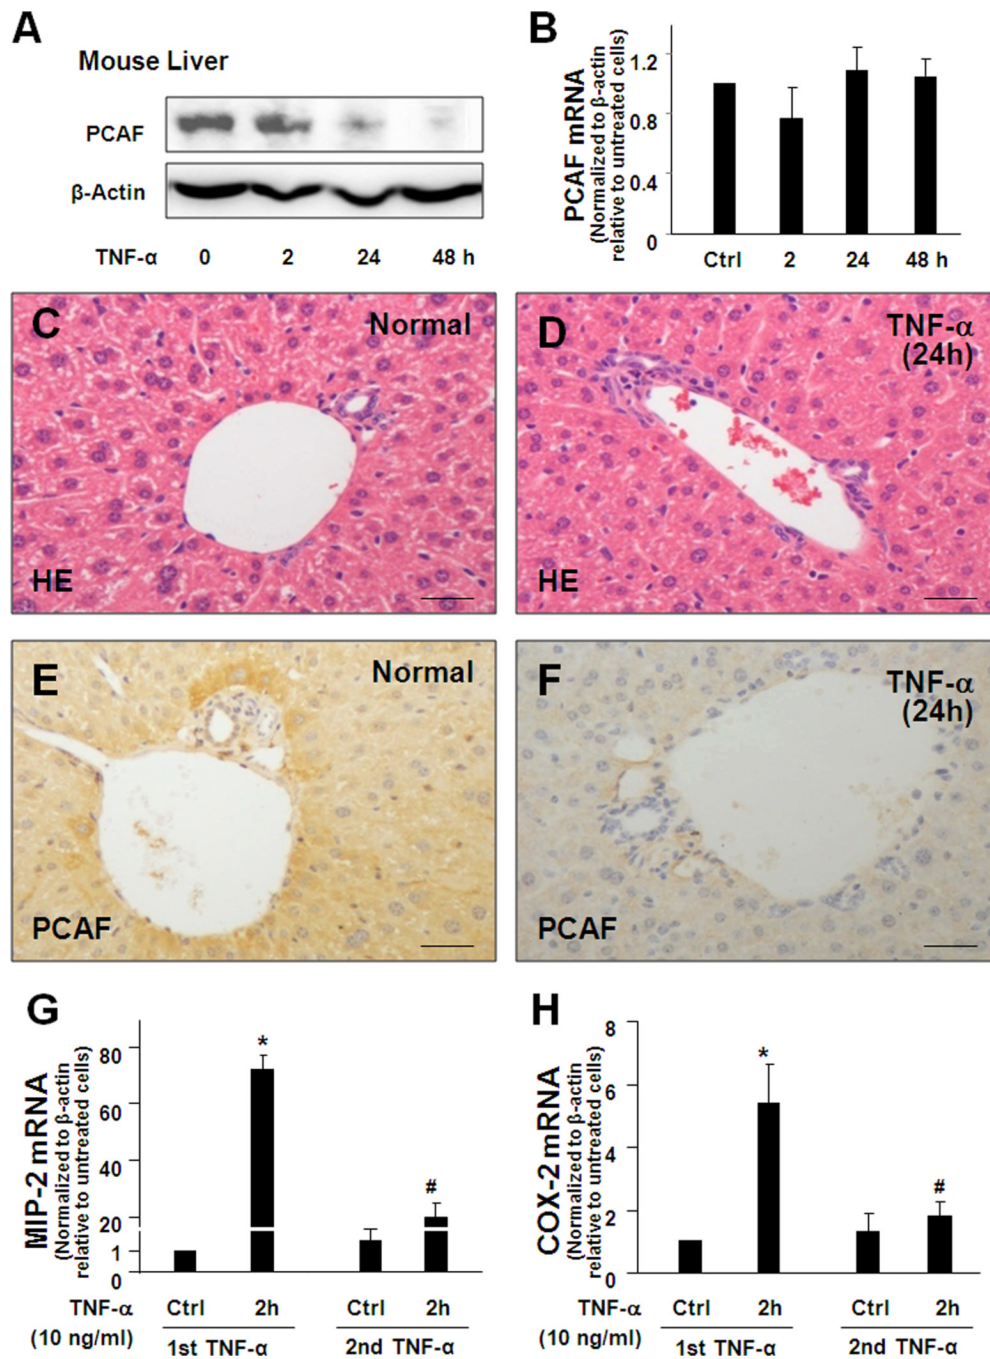 A
Mouse Liver
PCAF
β-Actin
TNF-α 0 2 24 48 h
B
PCAF mRNA
(Normalized to β-actin
relative to untreated cells)
1.2
0.8
0.4
0
Ctrl 2 24 48 h
C
Normal
HE
D
TNF-α
(24h)
HE
E
Normal
PCAF
F
TNF-α
(24h)
PCAF
G
MIP-2 mRNA
(Normalized to β-actin
relative to untreated cells)
80
60
40
20
1
0
*
#
TNF-α Ctrl 2h Ctrl 2h
(10 ng/ml) 1st TNF-α 2nd TNF-α
H
COX-2 mRNA
(Normalized to β-actin
relative to untreated cells)
8
6
4
2
0
*
#
TNF-α Ctrl 2h Ctrl 2h
(10 ng/ml) 1st TNF-α 2nd TNF-α